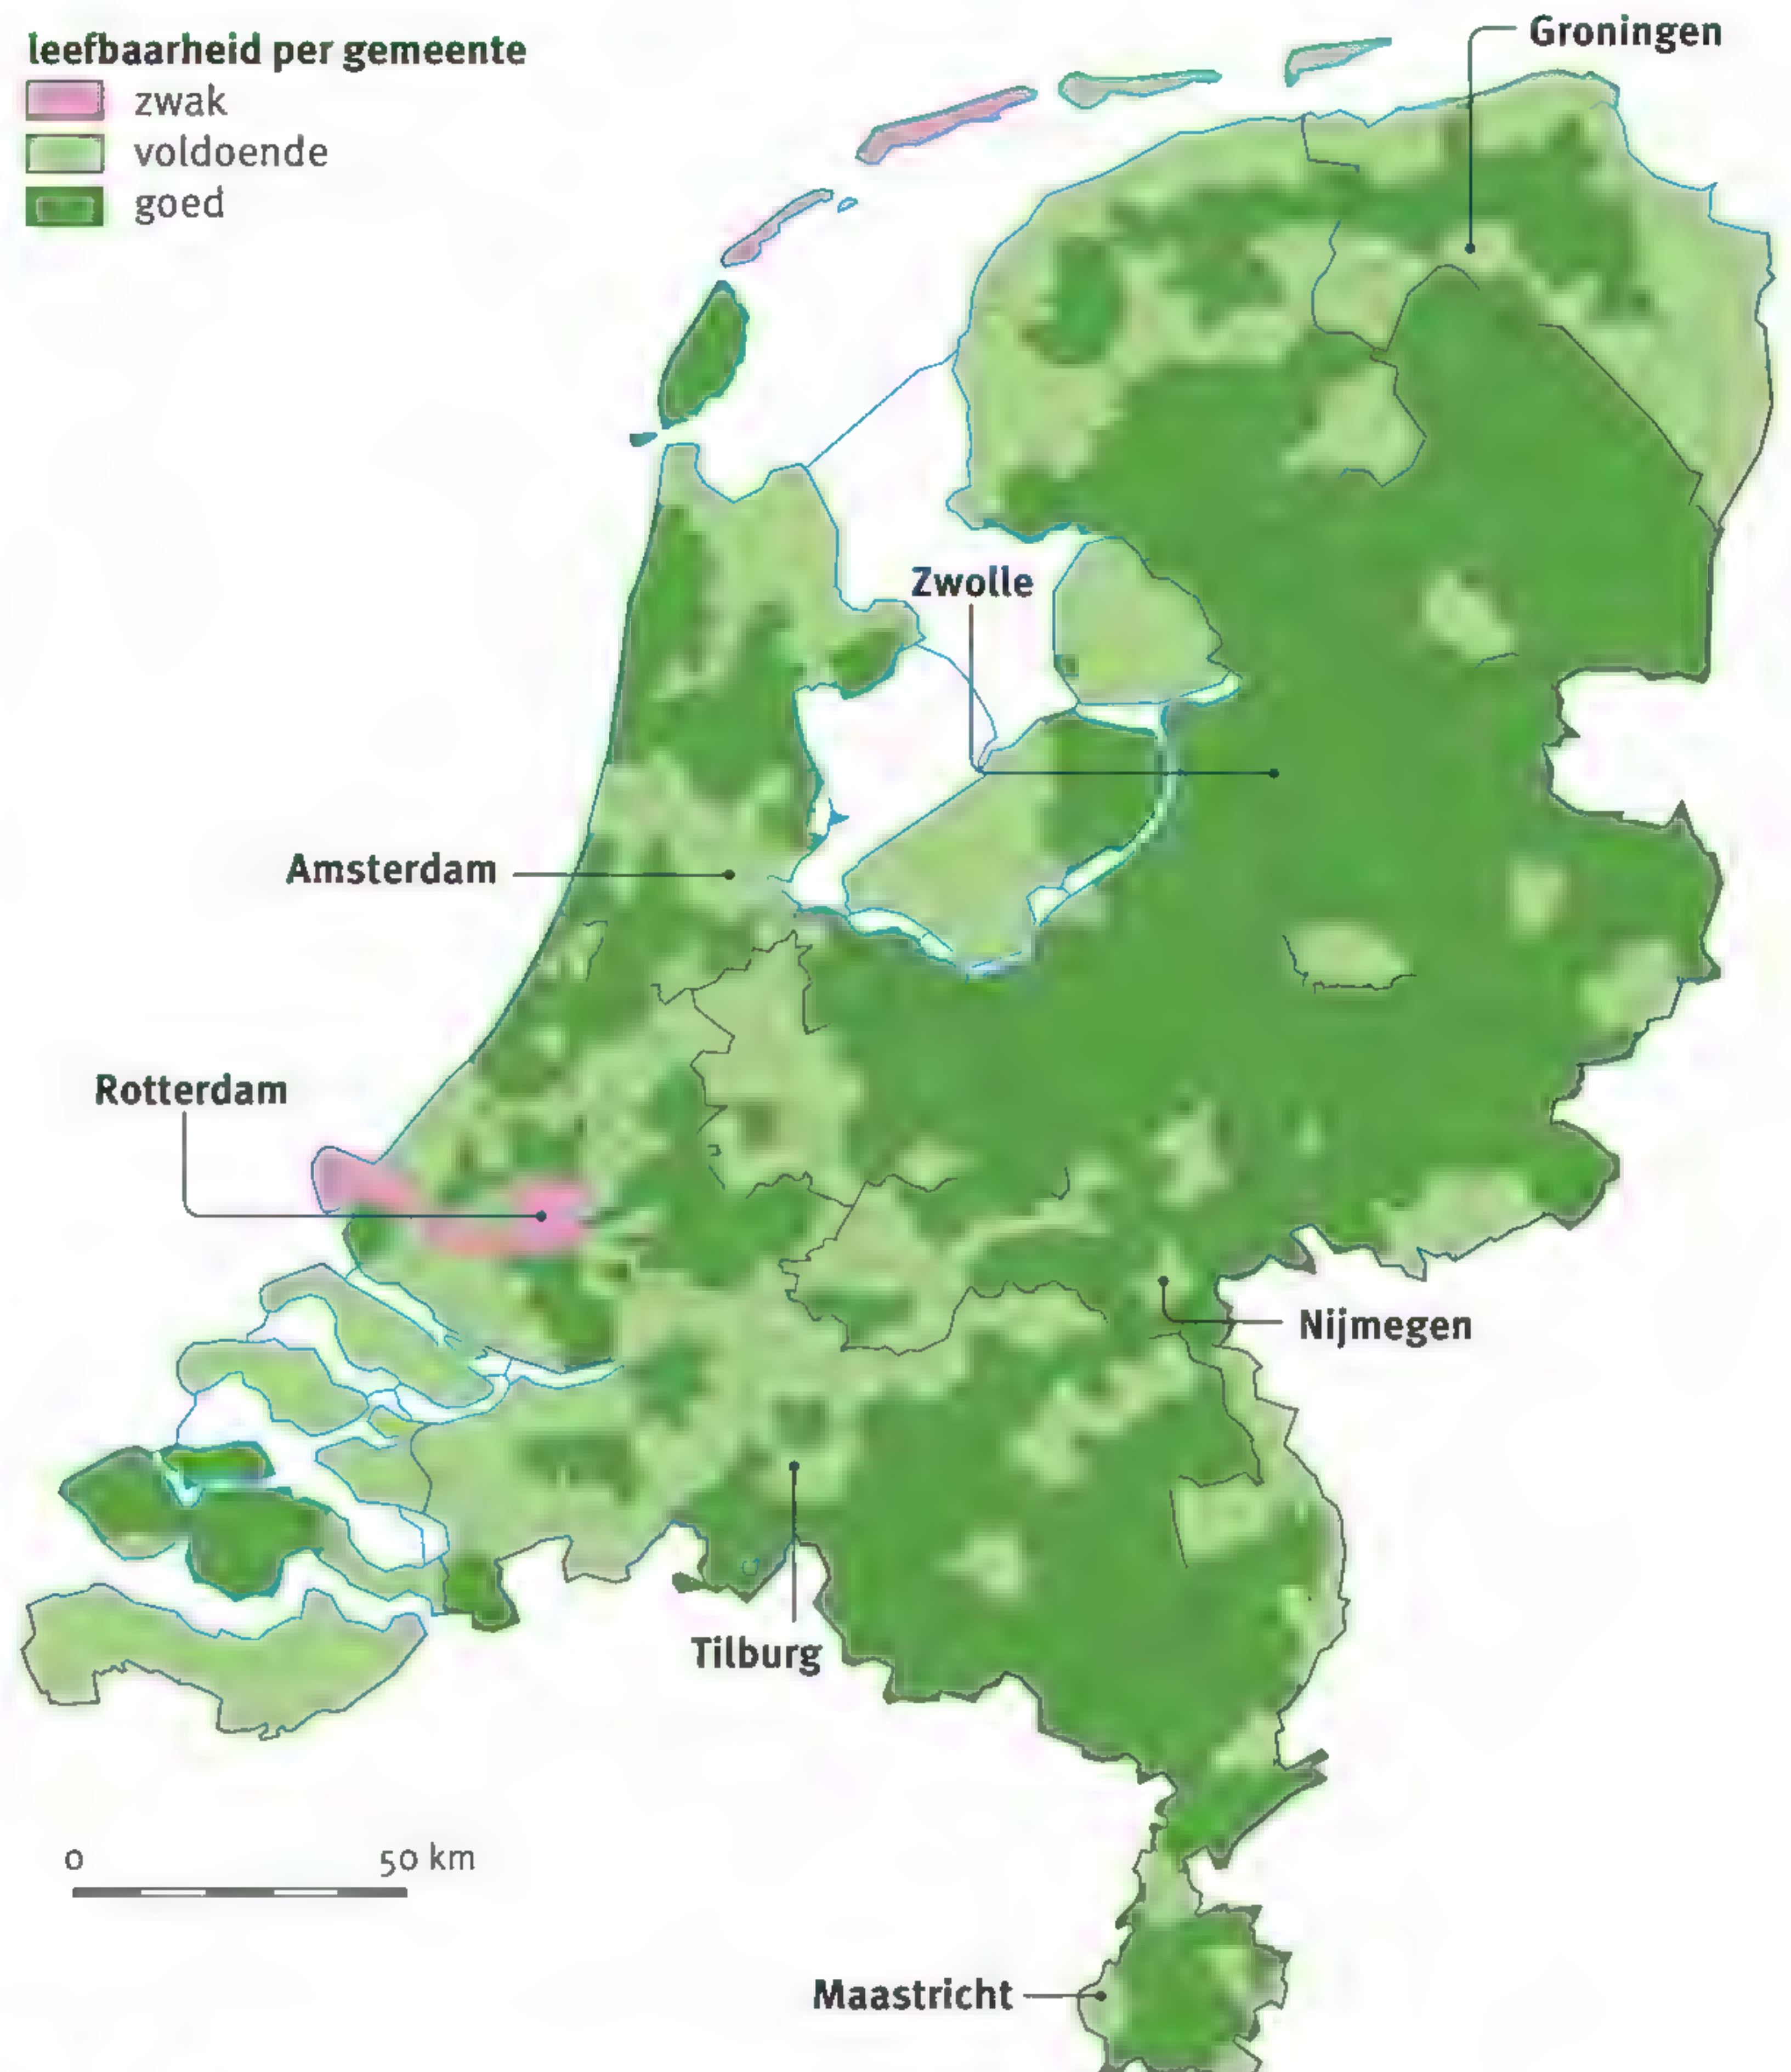 leefbaarheid per gemeente
zwak
voldoende
goed
Groningen
Zwolle
Amsterdam
Rotterdam
Nijmegen
Tilburg
0 50 km
Maastricht